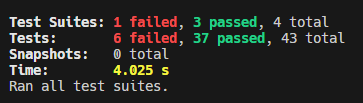 Test Suites: 1 failed, 3 passed, 4 total
Tests:       6 failed, 37 passed, 43 total
Snapshots:   0 total
Time:        4.025 s
Ran all test suites.